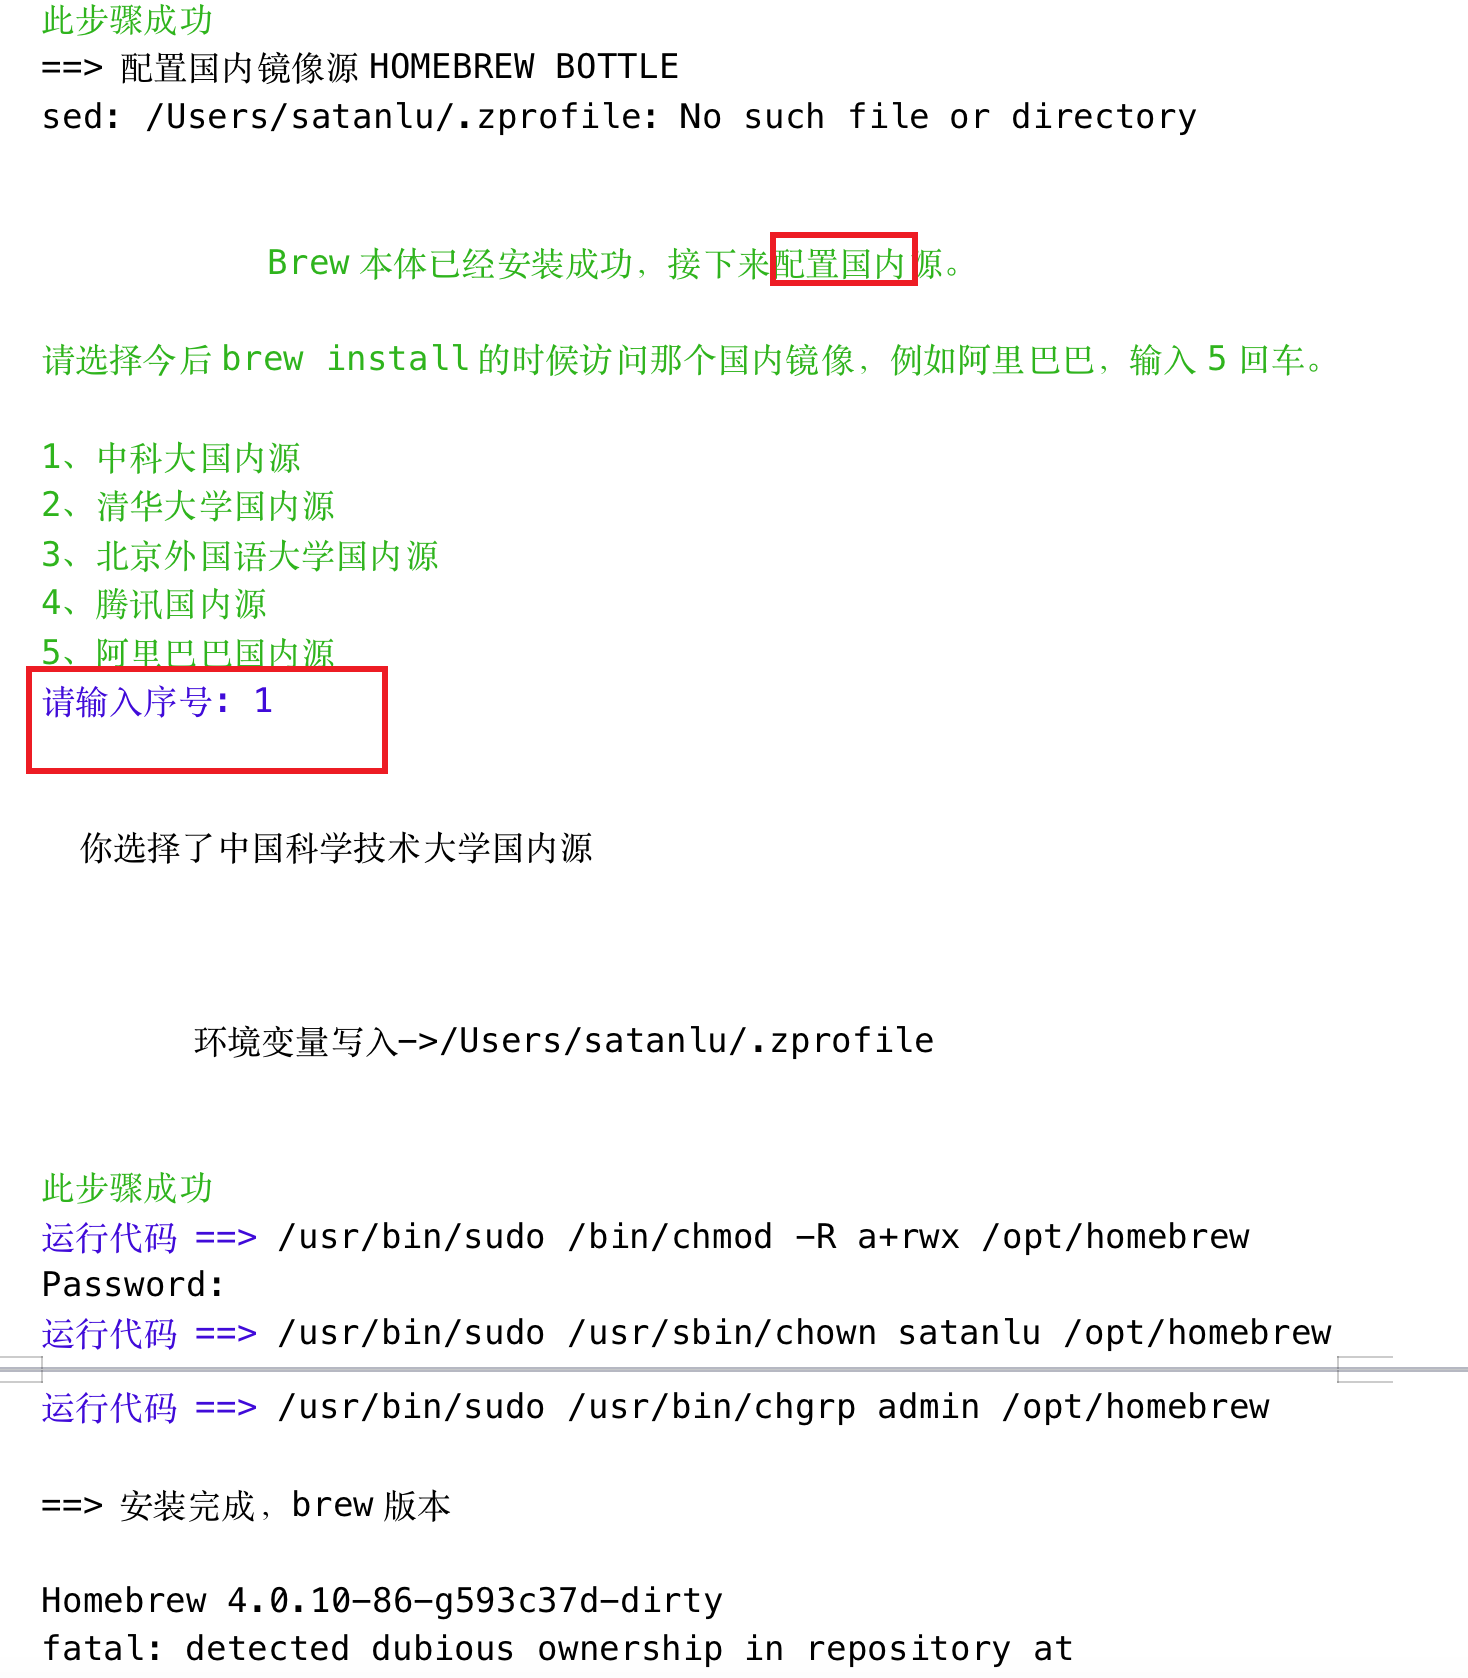 此步骤成功
==> 配置国内镜像源 HOMEBREW BOTTLE
sed: /Users/satanlu/.zprofile: No such file or directory
Brew 本体已经安装成功，接下来配置国内源。
请选择今后 brew install 的时候访问那个国内镜像，例如阿里巴巴，输入 5 回车。
1、中科大国内源
2、清华大学国内源
3、北京外国语大学国内源
4、腾讯国内源
5、阿里巴巴国内源
请输入序号: 1
你选择了中国科学技术大学国内源
环境变量写入->/Users/satanlu/.zprofile
此步骤成功
运行代码 ==> /usr/bin/sudo /bin/chmod -R a+rwx /opt/homebrew
Password:
运行代码 ==> /usr/bin/sudo /usr/sbin/chown satanlu /opt/homebrew
运行代码 ==> /usr/bin/sudo /usr/bin/chgrp admin /opt/homebrew
==> 安装完成，brew 版本
Homebrew 4.0.10-86-g593c37d-dirty
fatal: detected dubious ownership in repository at